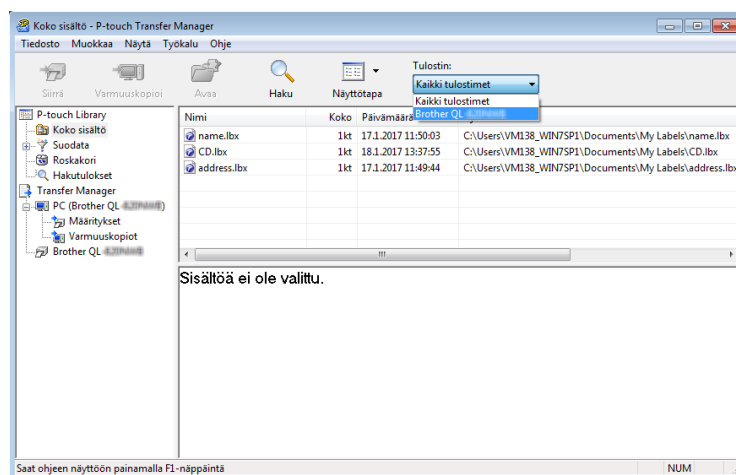 Koko sisältö - P-touch Transfer Manager
Tiedosto Muokkaa Näytä Työkalu Ohje
Siirrä Varmuuskopioi Avaa Haku Näyttötapa
Tulostin:
Kaikki tulostimet
Kaikki tulostimet
Brother QL
P-touch Library
Koko sisältö
Suodata
Roskakori
Hakutulokset
Transfer Manager
PC (Brother QL )
Määritykset
Varmuuskopiot
Brother QL
Nimi Koko Päivämäärä
name.lbx 1kt 17.1.2017 11:50:03 C:\Users\VM138_WIN7SP1\Documents\My Labels\name.lbx
CD.lbx 1kt 18.1.2017 13:37:55 C:\Users\VM138_WIN7SP1\Documents\My Labels\CD.lbx
address.lbx 1kt 17.1.2017 11:49:44 C:\Users\VM138_WIN7SP1\Documents\My Labels\address.lbx
Sisältöä ei ole valittu.
Saat ohjeen näyttöön painamalla F1-näppäintä NUM